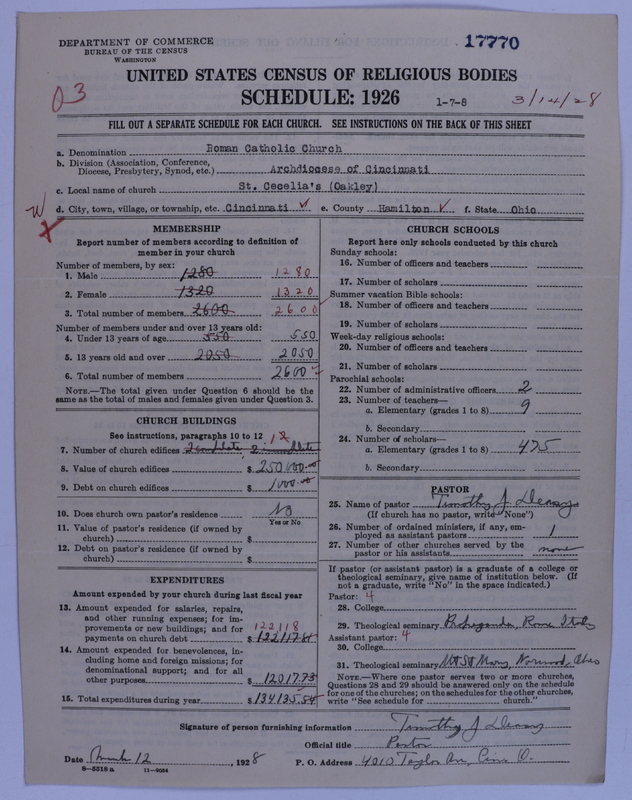 DEPARTMENT OF COMMERCE
BUREAU OF THE CENSUS
WASHINGTON
17770
UNITED STATES CENSUS OF RELIGIOUS BODIES
SCHEDULE: 1926
1-7-8
3/14/28
03
FILL OUT A SEPARATE SCHEDULE FOR EACH CHURCH. SEE INSTRUCTIONS ON THE BACK OF THIS SHEET
a. Denomination Roman Catholic Church
b. Division (Association, Conference,
Diocese, Presbytery, Synod, etc.) Archdiocese of Cincinnati
c. Local name of church St. Cecelia's (Oakley)
d. City, town, village, or township, etc. Cincinnati e. County Hamilton f. State Ohio
W
MEMBERSHIP
Report number of members according to definition of
member in your church
Number of members, by sex:
1. Male 1280 1280
2. Female 1320 1320
3. Total number of members 2600 2600
Number of members under and over 13 years old:
4. Under 13 years of age 550 550
5. 13 years old and over 2050 2050
6. Total number of members 2600
NOTE.—The total given under Question 6 should be the
same as the total of males and females given under Question 3.
CHURCH BUILDINGS
See instructions, paragraphs 10 to 12
7. Number of church edifices
8. Value of church edifices $ 250000.00
9. Debt on church edifices $ 1000.00
10. Does church own pastor's residence? No
Yes or No
11. Value of pastor's residence (if owned by
church) $
12. Debt on pastor's residence (if owned by
church) $
EXPENDITURES
Amount expended by your church during last fiscal year
13. Amount expended for salaries, repairs,
and other running expenses; for im-
provements or new buildings; and for
122118
payments on church debt $ 122117.81
14. Amount expended for benevolences, in-
cluding home and foreign missions; for
denominational support; and for all
other purposes $ 12017.73
15. Total expenditures during year $ 134135.54
CHURCH SCHOOLS
Report here only schools conducted by this church
Sunday schools:
16. Number of officers and teachers
17. Number of scholars
Summer vacation Bible schools:
18. Number of officers and teachers
19. Number of scholars
Week-day religious schools:
20. Number of officers and teachers
21. Number of scholars
Parochial schools:
22. Number of administrative officers 2
23. Number of teachers—
a. Elementary (grades 1 to 8) 9
b. Secondary
24. Number of scholars—
a. Elementary (grades 1 to 8) 475
b. Secondary
PASTOR
25. Name of pastor Timothy J Deasy
(If church has no pastor, write "None")
26. Number of ordained ministers, if any, em-
ployed as assistant pastors 1
27. Number of other churches served by the
pastor or his assistants none
If pastor (or assistant pastor) is a graduate of a college or
theological seminary, give name of institution below. (If
not a graduate, write "No" in the space indicated.)
Pastor: 4
28. College
29. Theological seminary Propaganda, Rome Italy
Assistant pastor: 4
30. College
31. Theological seminary Mt St Mary, Norwood, Ohio
NOTE.—Where one pastor serves two or more churches,
Questions 28 and 29 should be answered only on the schedule
for one of the churches; on the schedules for the other churches,
write "See schedule for church."
Signature of person furnishing information Timothy J Deasy
Official title Pastor
Date March 12, 1928 P. O. Address 4010 Taylor Ave, Cinn O.
8—5518 a 11—9034